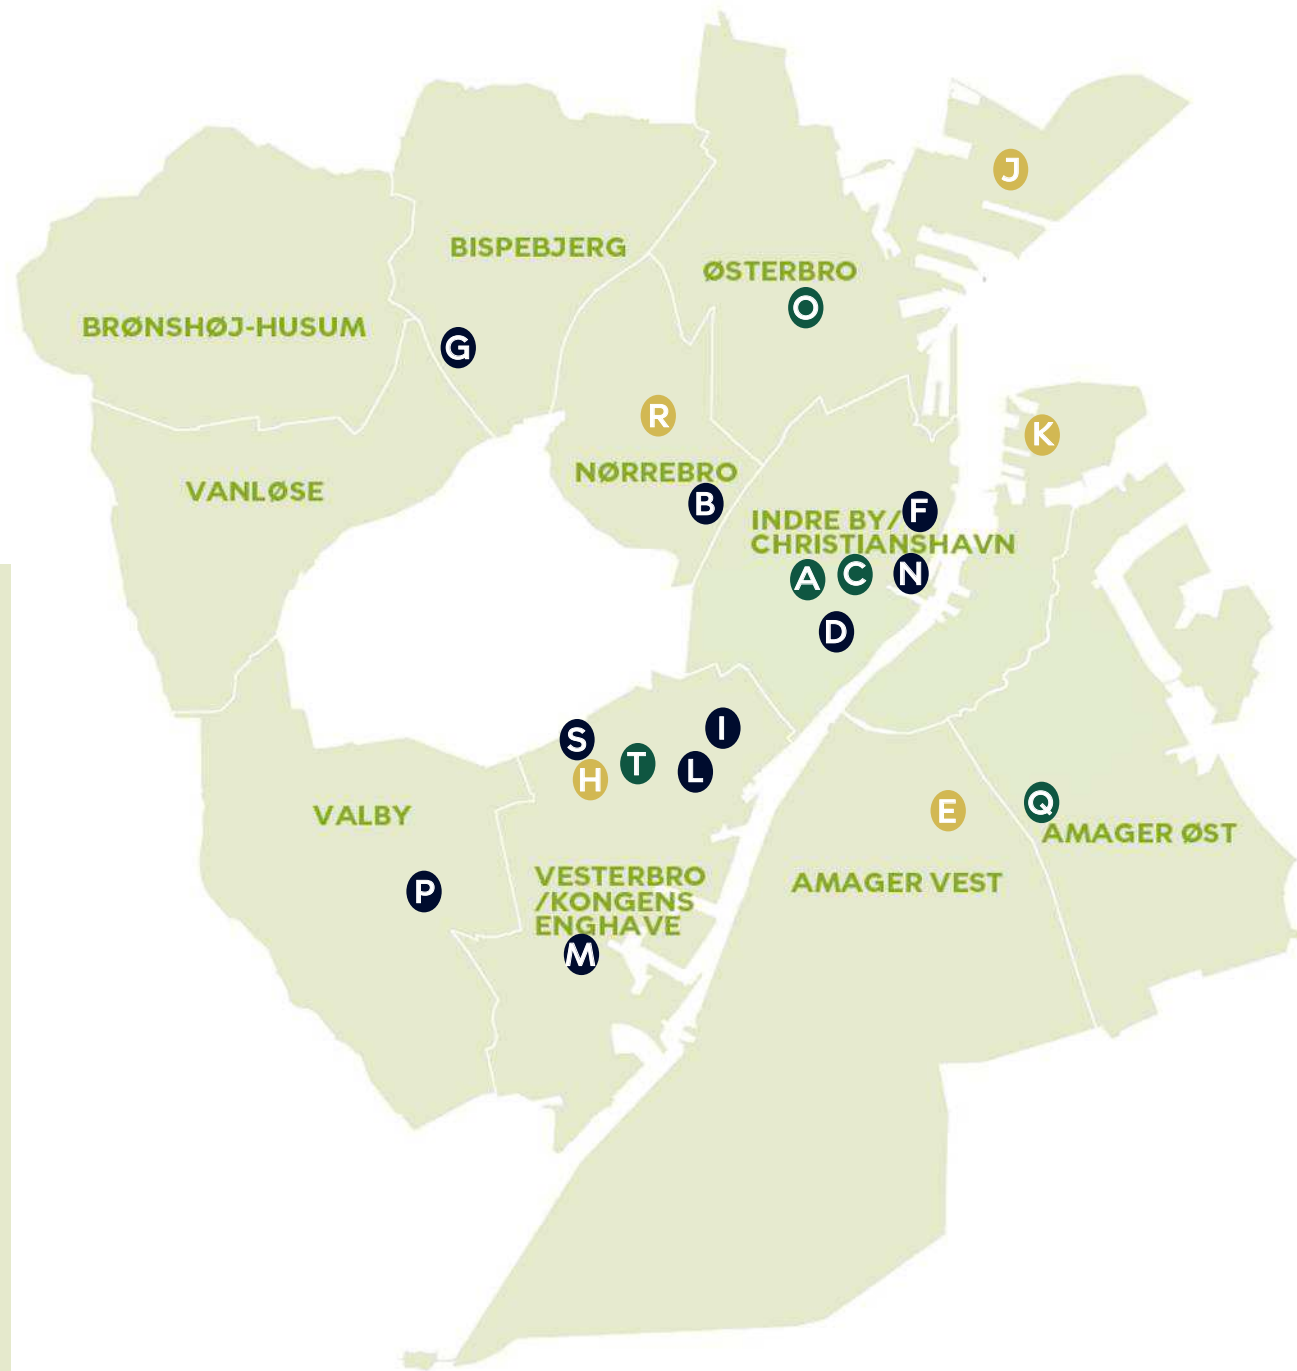 J
BISPEBJERG
ØSTERBRO
O
BRØNSHØJ-HUSUM
G
R
K
NØRREBRO
VANLØSE
B
F
INDRE BY/
CHRISTIANSHAVN
A
C
N
D
I
S
T
L
H
VALBY
E
Q
AMAGER ØST
P
VESTERBRO
/KONGENS
ENGHAVE
AMAGER VEST
M